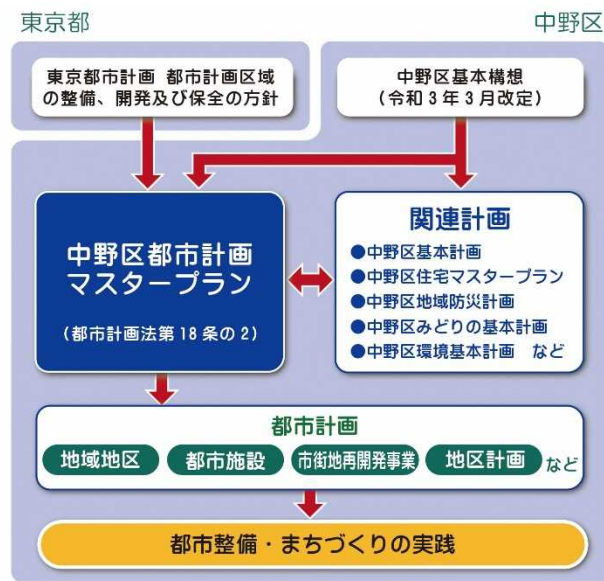 東京都
中野区
東京都市計画 都市計画区域
の整備、開発及び保全の方針
中野区基本構想
(令和3年3月改定)
中野区都市計画
マスタープラン
(都市計画法第18条の2)
関連計画
●中野区基本計画
●中野区住宅マスタープラン
●中野区地域防災計画
●中野区みどりの基本計画
●中野区環境基本計画 など
都市計画
地域地区 都市施設 市街地再開発事業 地区計画 など
都市整備・まちづくりの実践